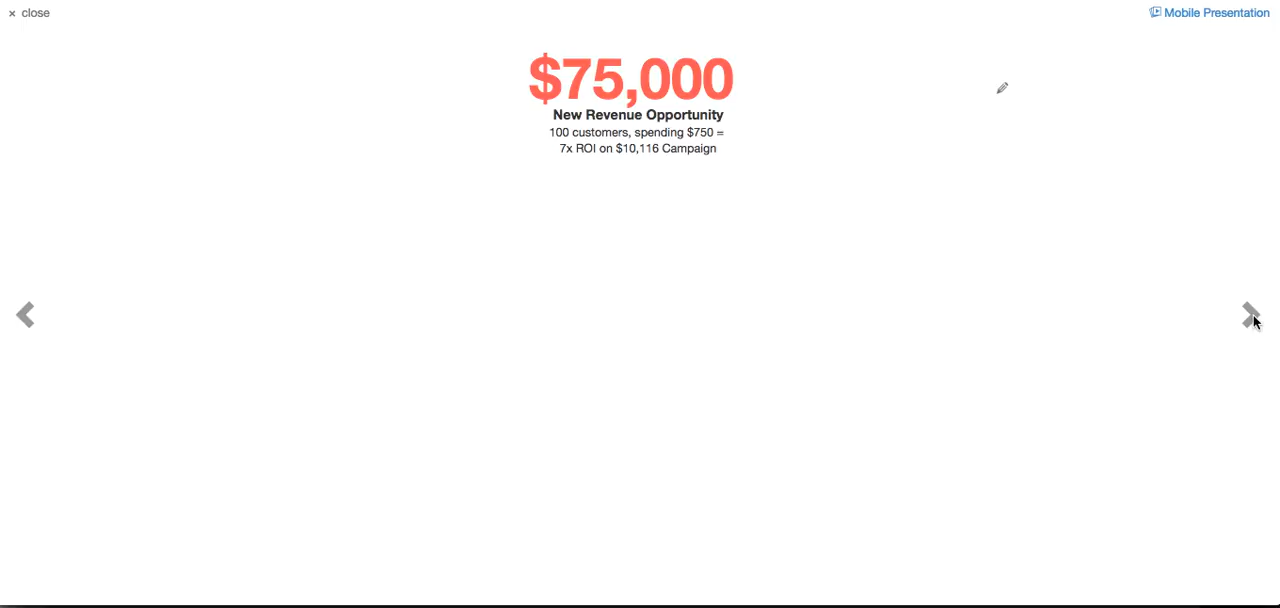 × close
Mobile Presentation
$75,000
New Revenue Opportunity
100 customers, spending $750 =
7x ROI on $10,116 Campaign